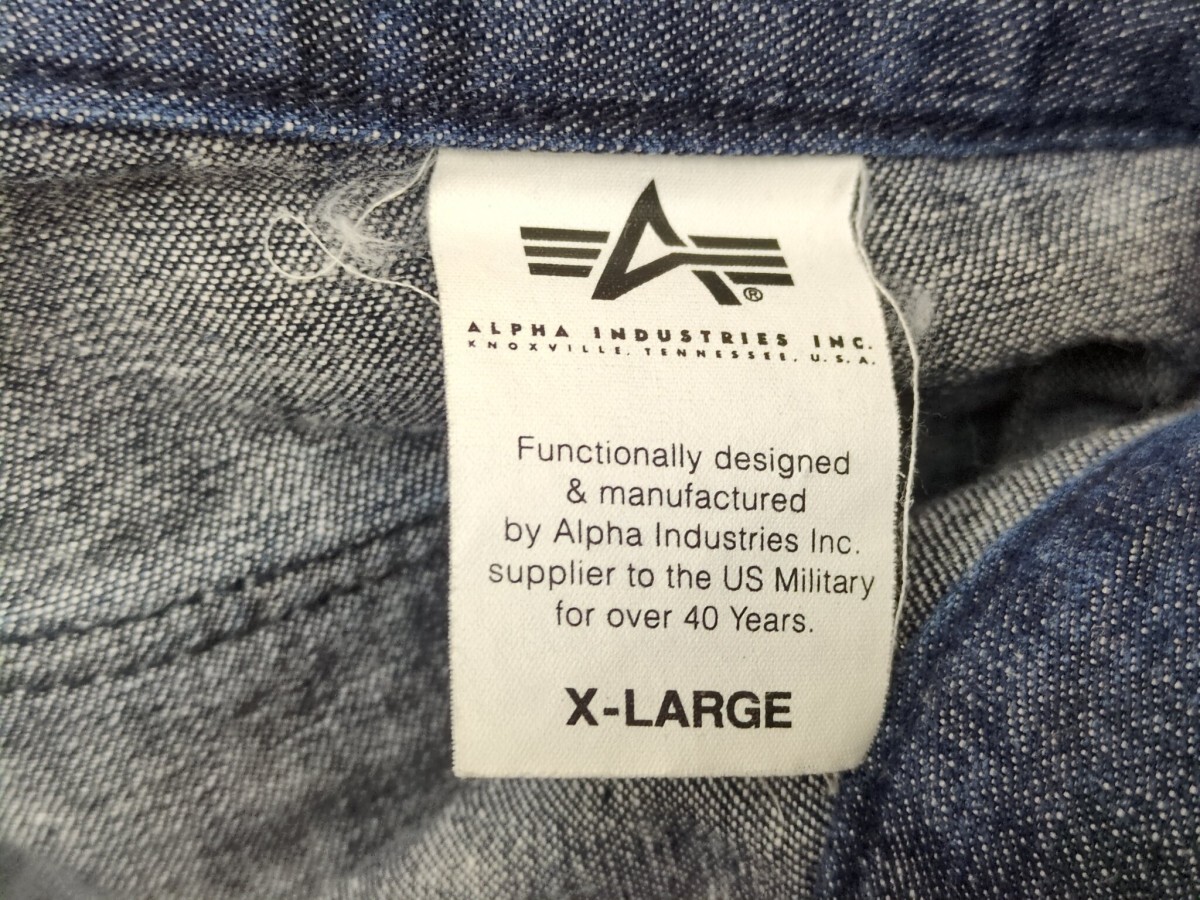 ®
ALPHA INDUSTRIES INC.
KNOXVILLE, TENNESSEE, U.S.A.
Functionally designed
& manufactured
by Alpha Industries Inc.
supplier to the US Military
for over 40 Years.
X-LARGE